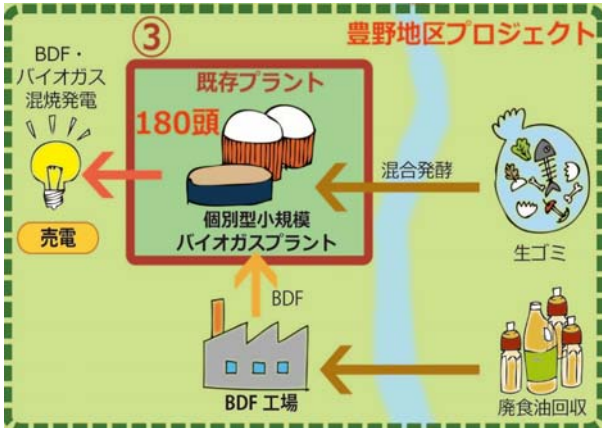 ③
豊野地区プロジェクト
BDF・
バイオガス
混焼発電
既存プラント
180頭
混合発酵
売電
個別型小規模
バイオガスプラント
生ゴミ
BDF
BDF 工場
廃食油回収